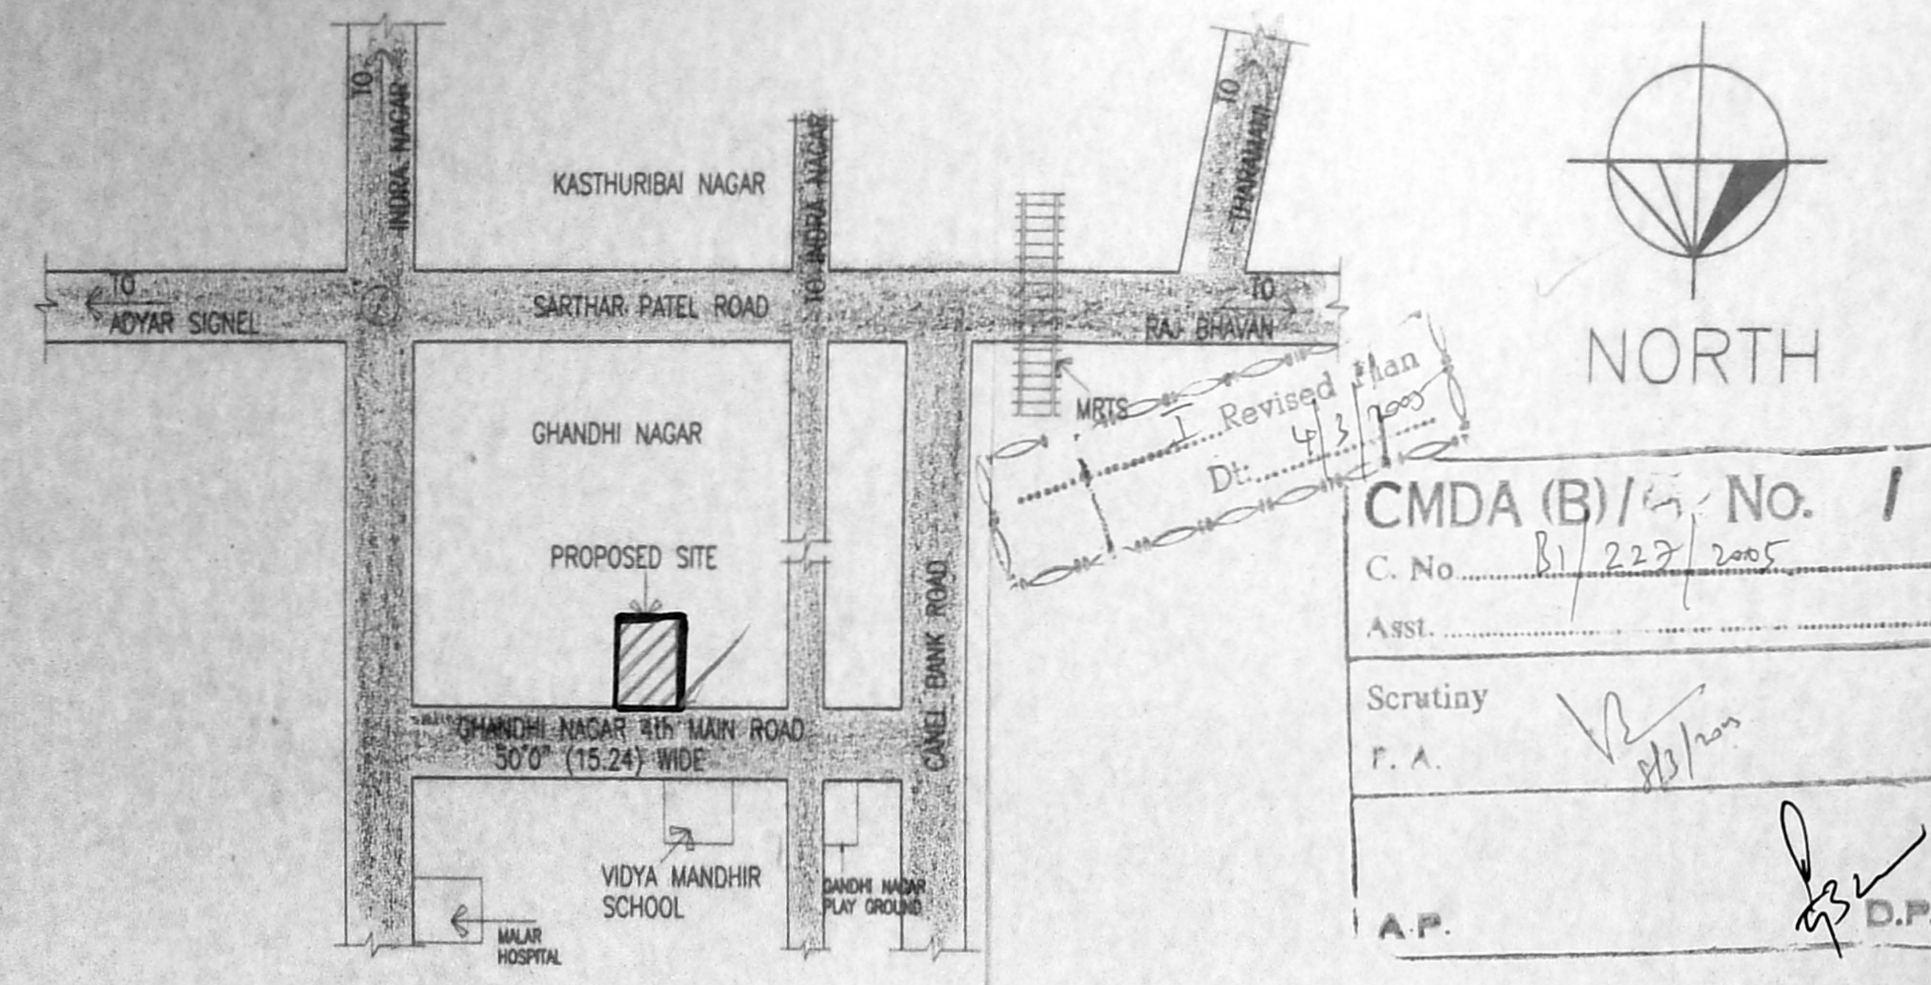 TO
INDRA NAGAR
KASTHURIBAI NAGAR
TO INDRA NAGAR
TO
THARAMANI
TO
ADYAR SIGNEL
SARTHAR PATEL ROAD
TO
RAJ BHAVAN
NORTH
MRTS
GHANDHI NAGAR
I Revised Plan
Dt: 4/3/2005
PROPOSED SITE
CANEL BANK ROAD
GHANDHI NAGAR 4th MAIN ROAD
50'0" (15.24) WIDE
VIDYA MANDHIR
SCHOOL
GANDHI NAGAR
PLAY GROUND
MALAR
HOSPITAL
CMDA (B)/ No. 1
C. No. B1/227/2005
Asst.
Scrutiny
P. A.
8/3/2005
A.P. D.P.